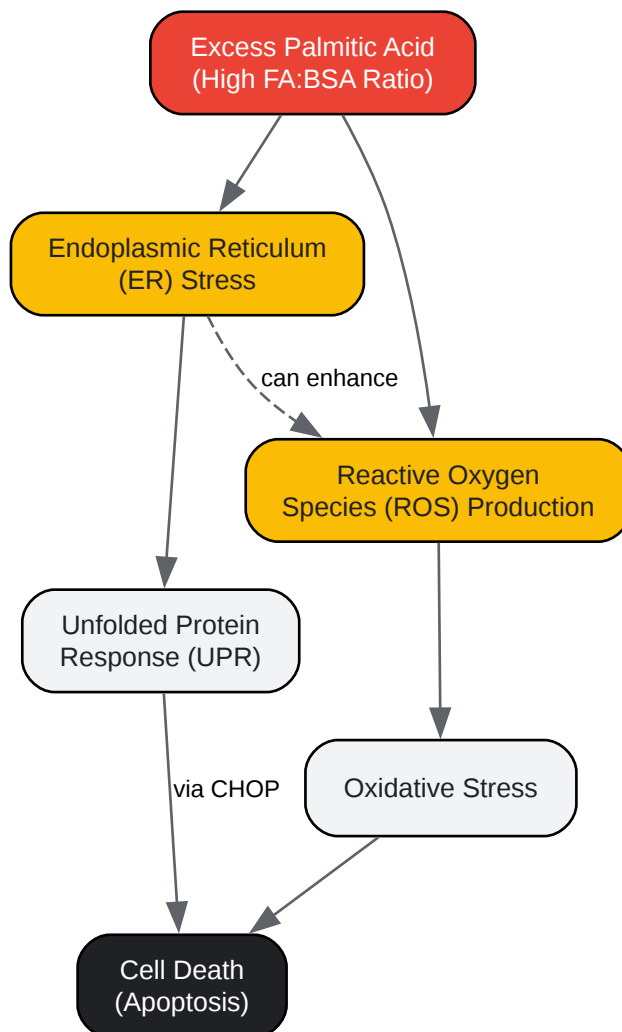 Excess Palmitic Acid
(High FA:BSA Ratio)
Endoplasmic Reticulum
(ER) Stress
can enhance
Reactive Oxygen
Species (ROS) Production
Unfolded Protein
Response (UPR)
via CHOP
Oxidative Stress
Cell Death
(Apoptosis)